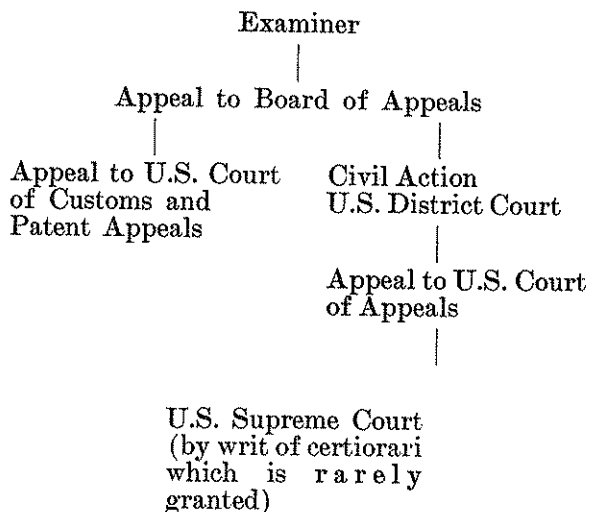 Examiner
Appeal to Board of Appeals
Appeal to U.S. Court
of Customs and
Patent Appeals
Civil Action
U.S. District Court
Appeal to U.S. Court
of Appeals
U.S. Supreme Court
(by writ of certiorari
which is rarely
granted)